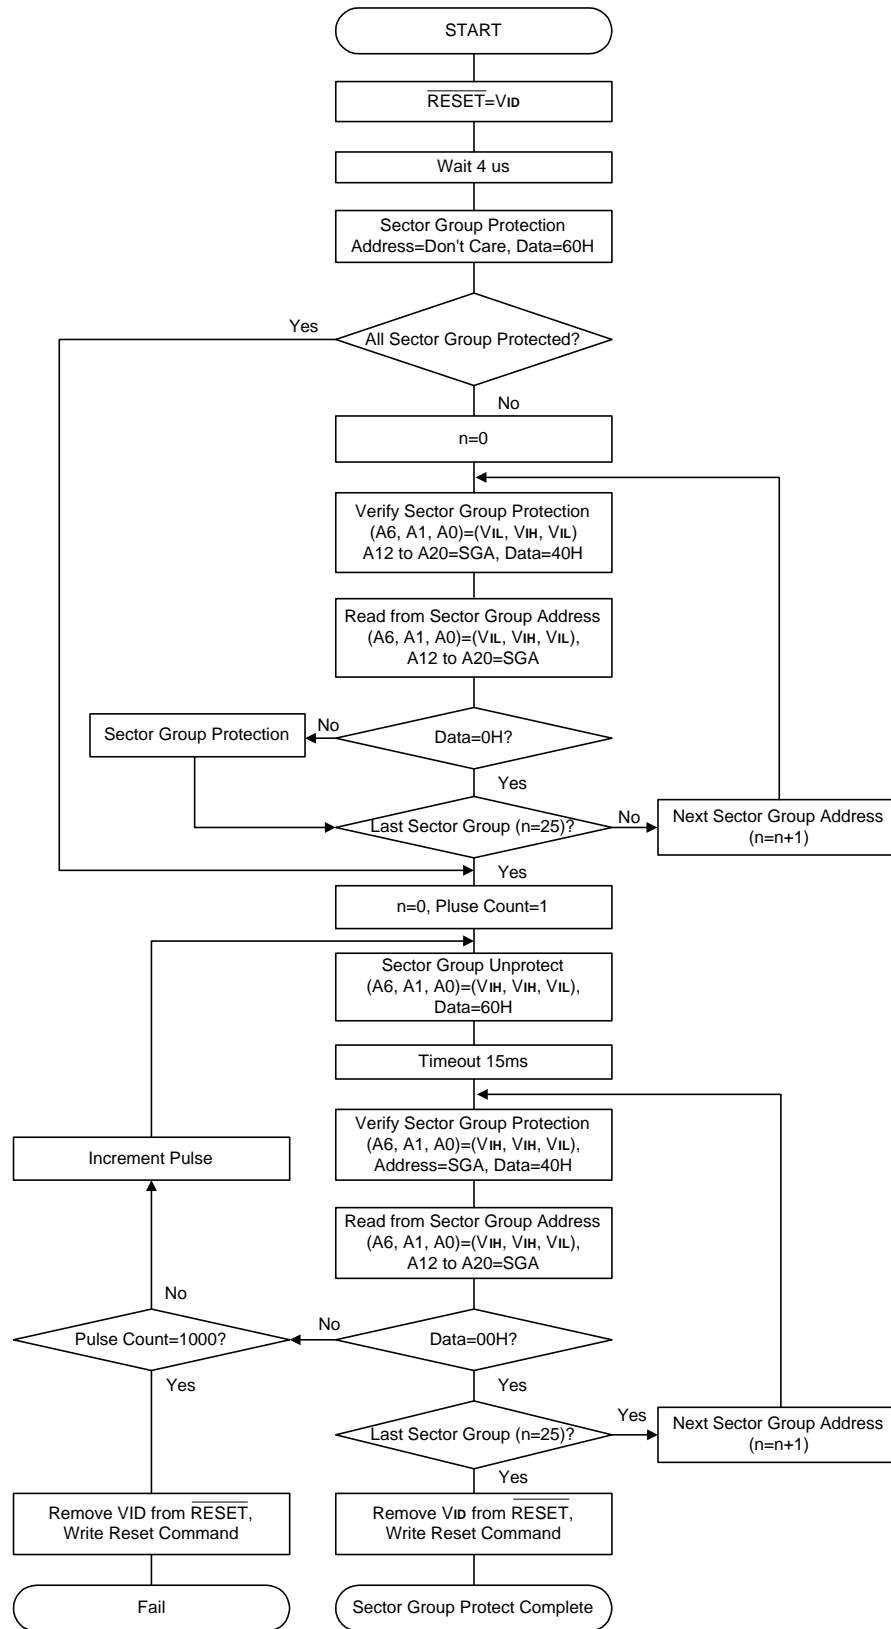 START
RESET=VID
Wait 4 us
Sector Group Protection
Address=Don't Care, Data=60H
Yes
All Sector Group Protected?
No
n=0
Verify Sector Group Protection
(A6, A1, A0)=(VIL, VIH, VIL)
A12 to A20=SGA, Data=40H
Read from Sector Group Address
(A6, A1, A0)=(VIL, VIH, VIL),
A12 to A20=SGA
Sector Group Protection
No
Data=0H?
Yes
Last Sector Group (n=25)?
No
Next Sector Group Address
(n=n+1)
Yes
n=0, Pluse Count=1
Sector Group Unprotect
(A6, A1, A0)=(VIH, VIH, VIL),
Data=60H
Timeout 15ms
Verify Sector Group Protection
(A6, A1, A0)=(VIH, VIH, VIL),
Address=SGA, Data=40H
Increment Pulse
Read from Sector Group Address
(A6, A1, A0)=(VIH, VIH, VIL),
A12 to A20=SGA
No
Pulse Count=1000?
No
Data=00H?
Yes
Yes
Last Sector Group (n=25)?
Yes
Next Sector Group Address
(n=n+1)
Yes
Remove VID from RESET,
Write Reset Command
Remove VID from RESET,
Write Reset Command
Fail
Sector Group Protect Complete